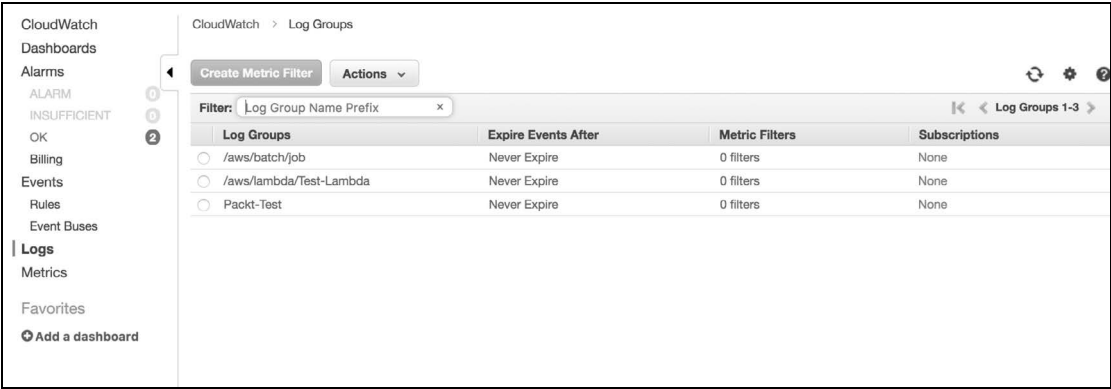 CloudWatch
Dashboards
Alarms
ALARM 0
INSUFFICIENT 0
OK 2
Billing
Events
Rules
Event Buses
Logs
Metrics
Favorites
Add a dashboard
CloudWatch > Log Groups
Create Metric Filter Actions
Filter: Log Group Name Prefix × Log Groups 1-3
Log Groups Expire Events After Metric Filters Subscriptions
/aws/batch/job Never Expire 0 filters None
/aws/lambda/Test-Lambda Never Expire 0 filters None
Packt-Test Never Expire 0 filters None